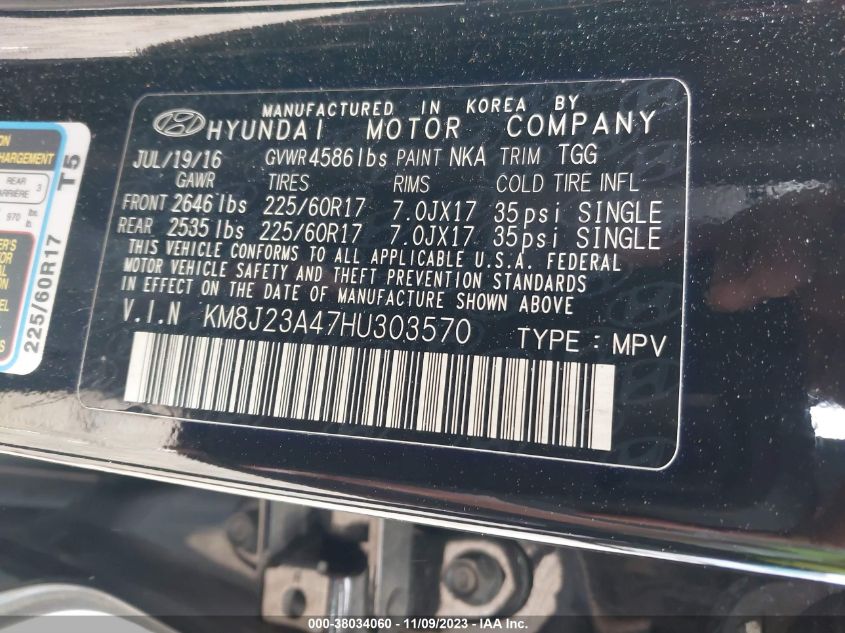 MANUFACTURED IN KOREA BY
HYUNDAI MOTOR COMPANY
JUL/19/16 GVWR 4586 lbs PAINT NKA TRIM TGG
GAWR TIRES RIMS COLD TIRE INFL
FRONT 2646 lbs 225/60R17 7.0JX17 35psi SINGLE
REAR 2535 lbs 225/60R17 7.0JX17 35psi SINGLE
THIS VEHICLE CONFORMS TO ALL APPLICABLE U.S.A. FEDERAL
MOTOR VEHICLE SAFETY AND THEFT PREVENTION STANDARDS
IN EFFECT ON THE DATE OF MANUFACTURE SHOWN ABOVE
V.I.N KM8J23A47HU303570 TYPE : MPV
REAR 3
970
225/60R17 T5
000-38034060 - 11/09/2023 - IAA Inc.